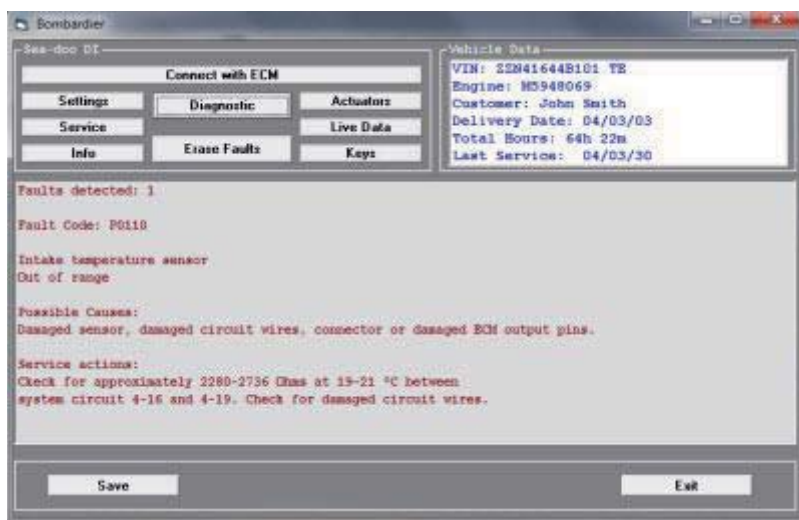 Bombardier
Sea-doo DI
Connect with ECM
Settings
Diagnostic
Actuators
Service
Live Data
Info
Erase Faults
Keys
Vehicle Data
VIN: ZZN41644B101 TE
Engine: M5948069
Customer: John Smith
Delivery Date: 04/03/03
Total Hours: 64h 22m
Last Service: 04/03/30
Faults detected: 1
Fault Code: P0110
Intake temperature sensor
Out of range
Possible Causes:
Damaged sensor, damaged circuit wires, connector or damaged ECM output pins.
Service actions:
Check for approximately 2280-2736 Ohms at 19-21 °C between
system circuit 4-16 and 4-19. Check for damaged circuit wires.
Save
Exit